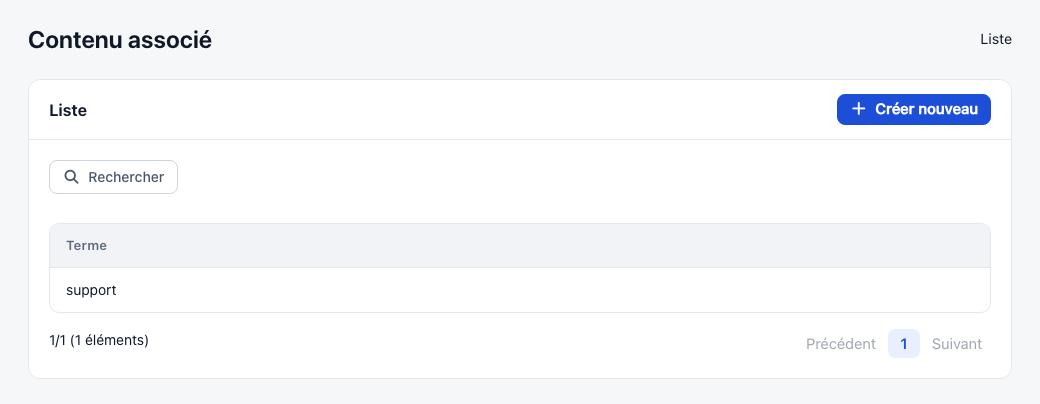 Contenu associé
Liste
Liste
Créer nouveau
Rechercher
Terme
support
1/1 (1 éléments)
Précédent 1 Suivant